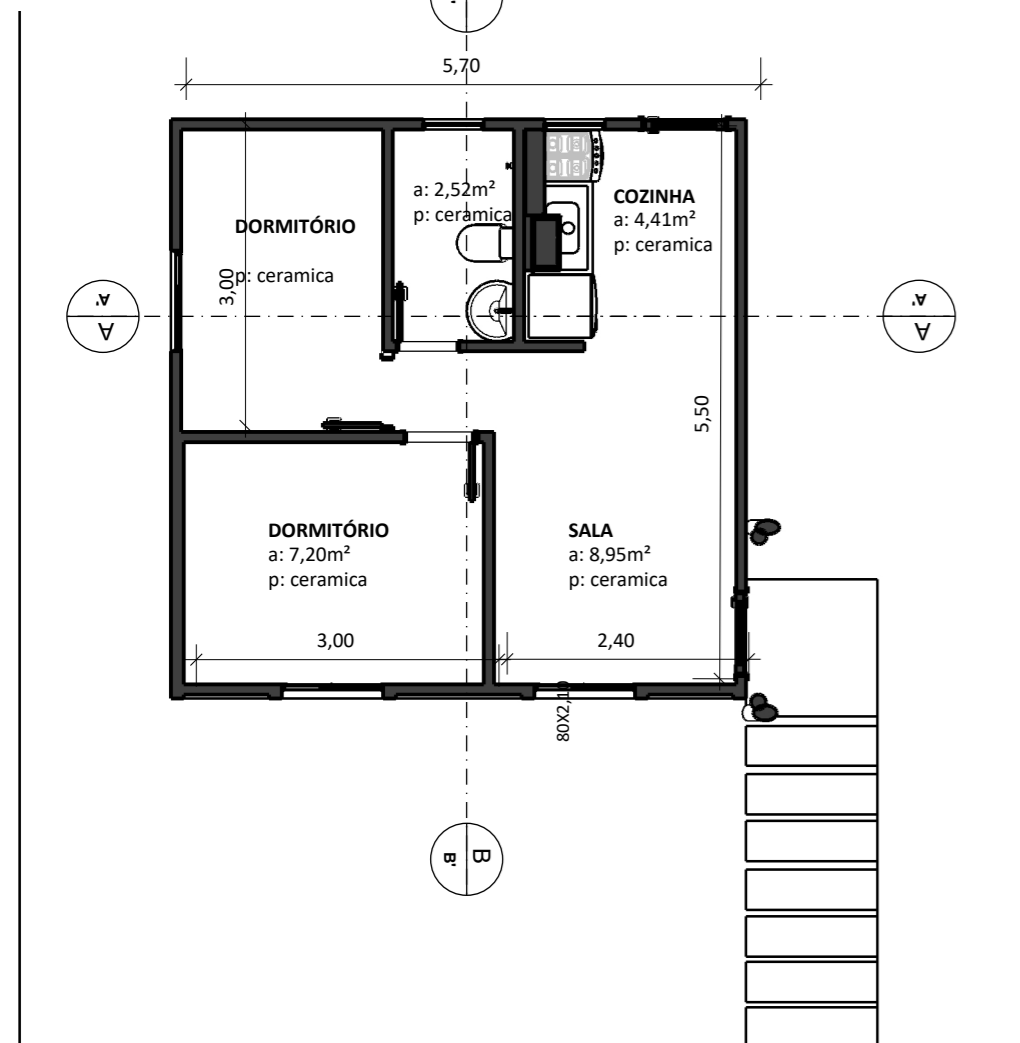 5,70
a: 2,52m²
p: ceramica
COZINHA
a: 4,41m²
p: ceramica
DORMITÓRIO
p: ceramica
3,00
A'
A
A'
A
5,50
DORMITÓRIO
a: 7,20m²
p: ceramica
SALA
a: 8,95m²
p: ceramica
3,00
2,40
80X2,10
B'
B